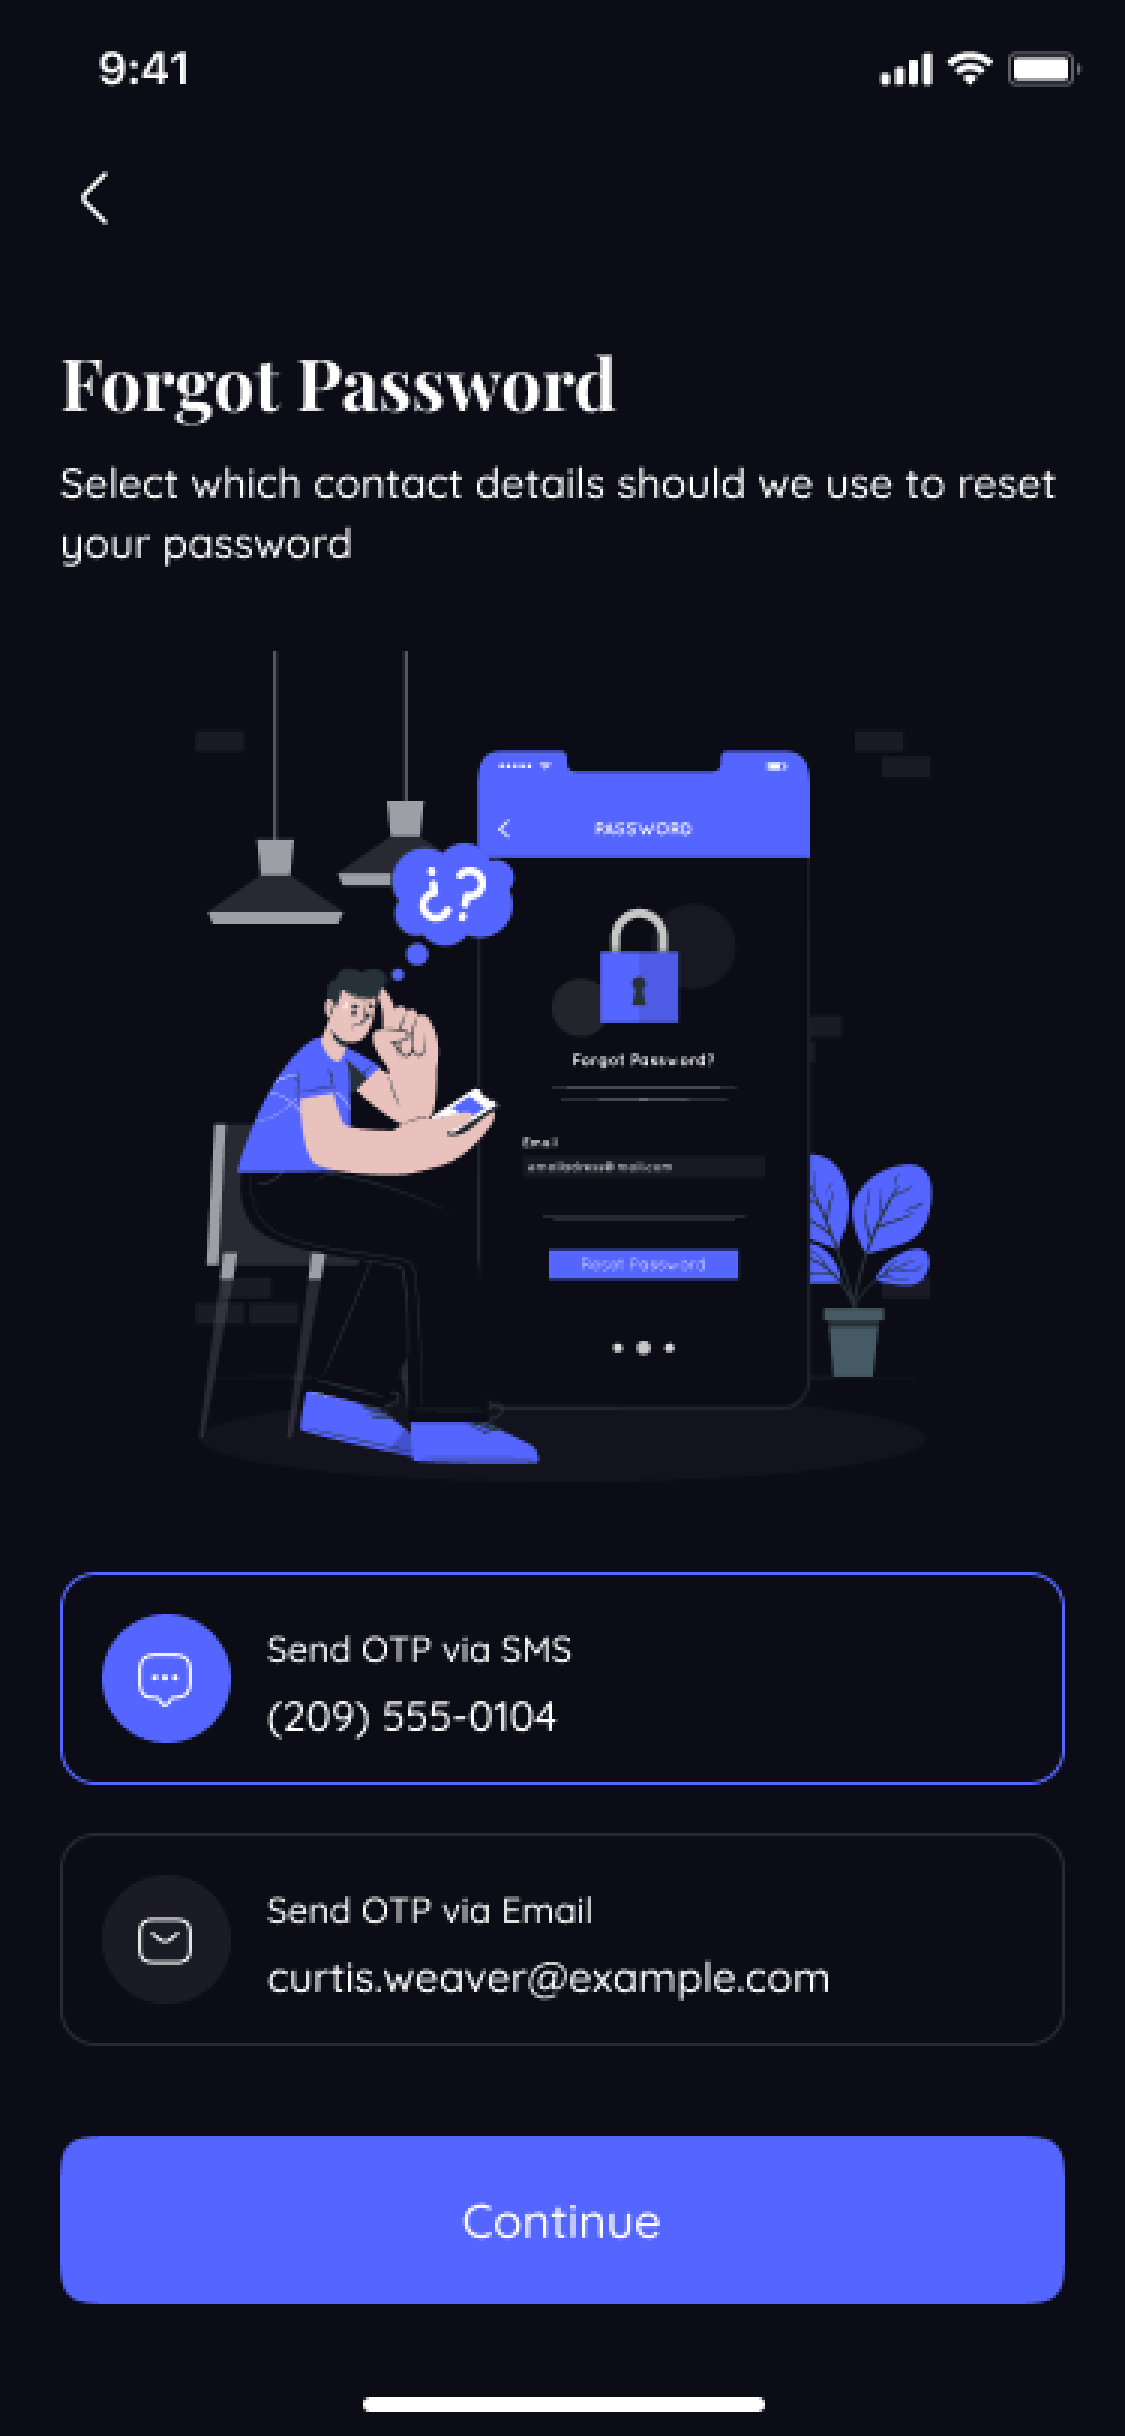 9:41
Forgot Password
Select which contact details should we use to reset
your password
PASSWORD
¿?
Forgot Password?
Email
Reset Password
Send OTP via SMS
(209) 555-0104
Send OTP via Email
curtis.weaver@example.com
Continue